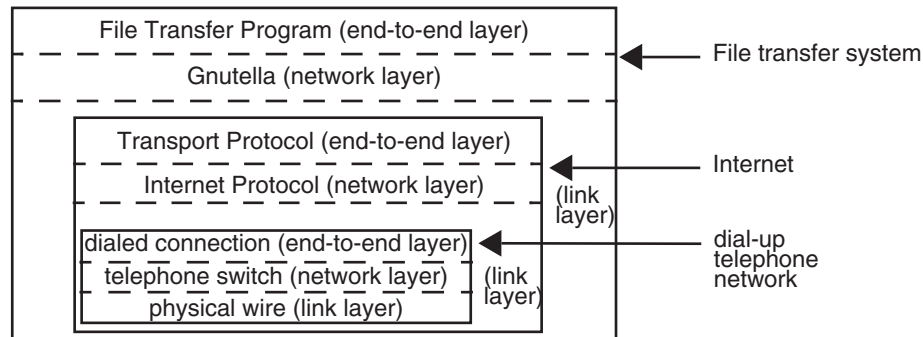 File Transfer Program (end-to-end layer)
File transfer system
Gnutella (network layer)
Transport Protocol (end-to-end layer)
Internet
Internet Protocol (network layer)
(link
layer)
dialed connection (end-to-end layer)
dial-up
telephone
network
telephone switch (network layer)
(link
layer)
physical wire (link layer)